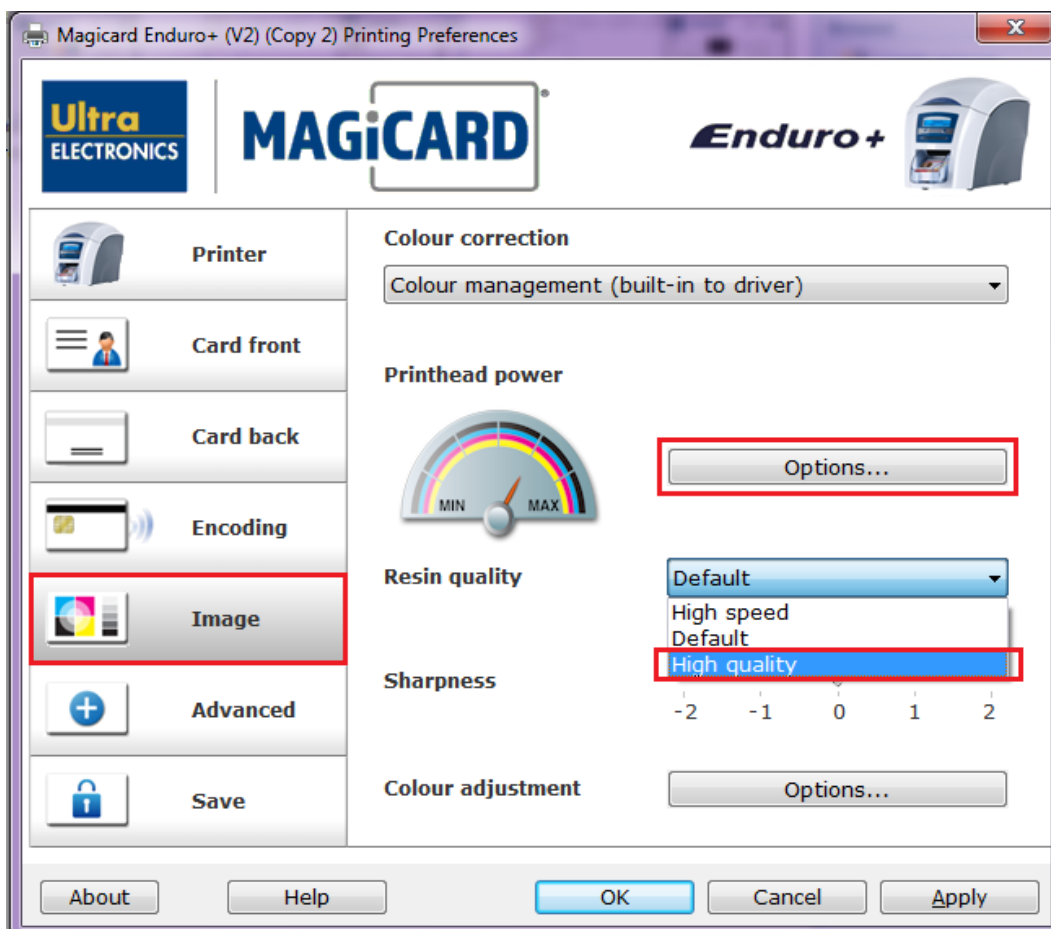 Magicard Enduro+ (V2) (Copy 2) Printing Preferences
Ultra
ELECTRONICS
MAGiCARD
Enduro+
Printer
Card front
Card back
Encoding
Image
Advanced
Save
Colour correction
Colour management (built-in to driver)
Printhead power
MIN MAX
Options...
Resin quality
Default
High speed
Default
High quality
Sharpness
-2 -1 0 1 2
Colour adjustment
Options...
About Help OK Cancel Apply